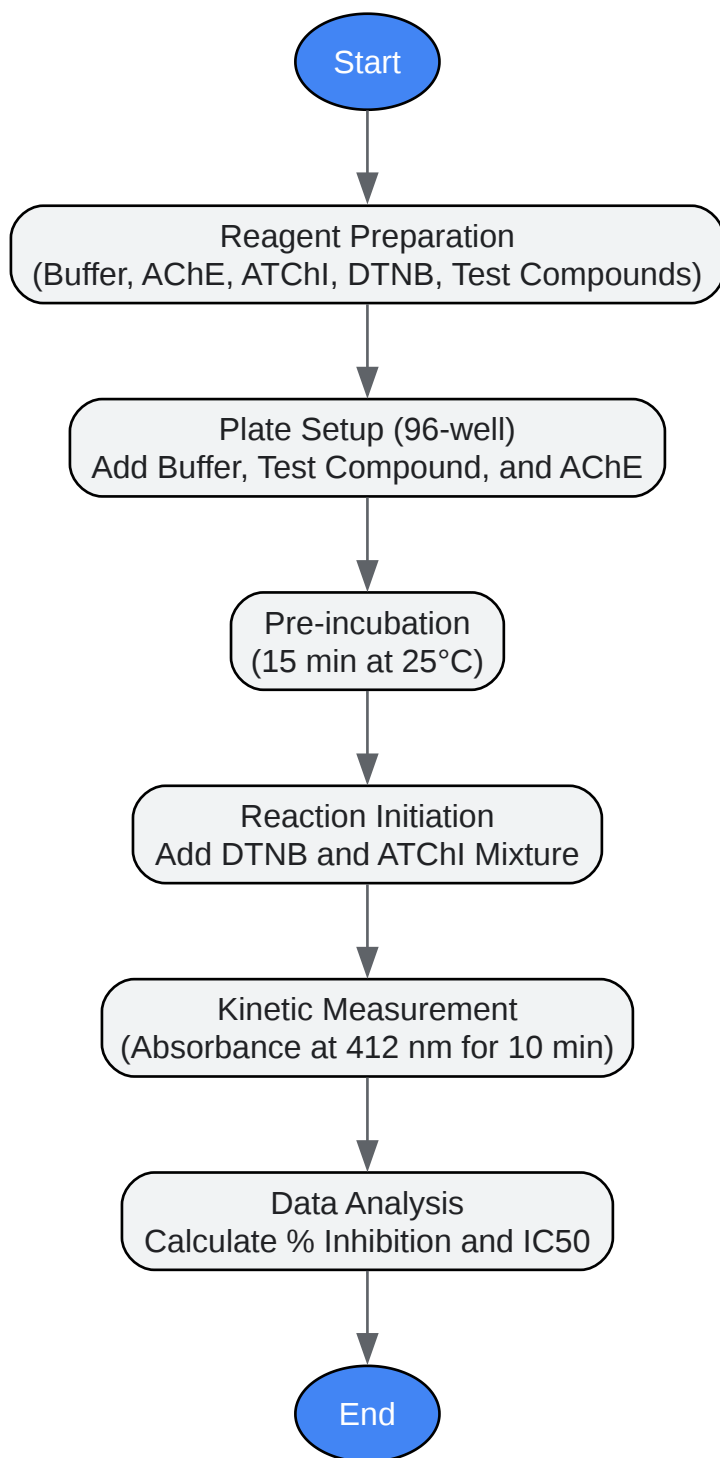 Start
Reagent Preparation
(Buffer, AChE, ATChI, DTNB, Test Compounds)
Plate Setup (96-well)
Add Buffer, Test Compound, and AChE
Pre-incubation
(15 min at 25°C)
Reaction Initiation
Add DTNB and ATChI Mixture
Kinetic Measurement
(Absorbance at 412 nm for 10 min)
Data Analysis
Calculate % Inhibition and IC50
End